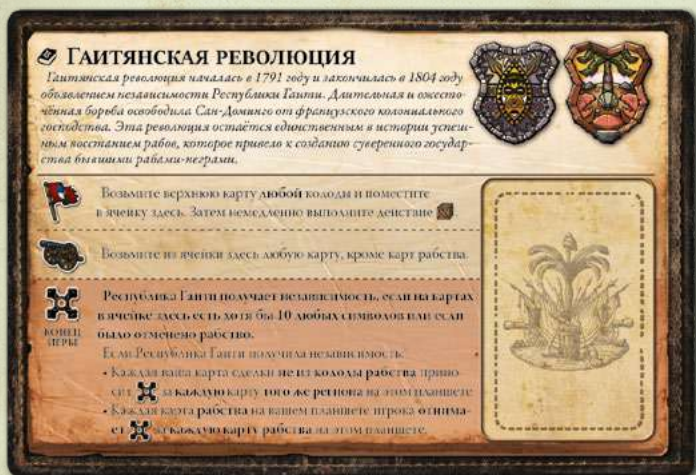 ГАИТЯНСКАЯ РЕВОЛЮЦИЯ
Гаитянская революция началась в 1791 году и закончилась в 1804 году
объявлением независимости Республики Гаити. Длительная и ожесто-
чённая борьба освободила Сан-Доминго от французского колониального
господства. Эта революция остаётся единственным в истории успеш-
ным восстанием рабов, которое привело к созданию суверенного государ-
ства бывшими рабами-неграми.
Возьмите верхнюю карту любой колоды и поместите
в ячейку здесь. Затем немедленно выполните действие .
Возьмите из ячейки здесь любую карту, кроме карт рабства.
КОНЕЦ
ИГРЫ
Республика Гаити получает независимость, если на картах
в ячейке здесь есть хотя бы 10 любых символов или если
было отменено рабство.
Если Республика Гаити получила независимость:
• Каждая ваша карта сделки не из колоды рабства прино-
сит за каждую карту того же региона на этом планшете.
• Каждая карта рабства на вашем планшете игрока отнима-
ет за каждую карту рабства на этом планшете.